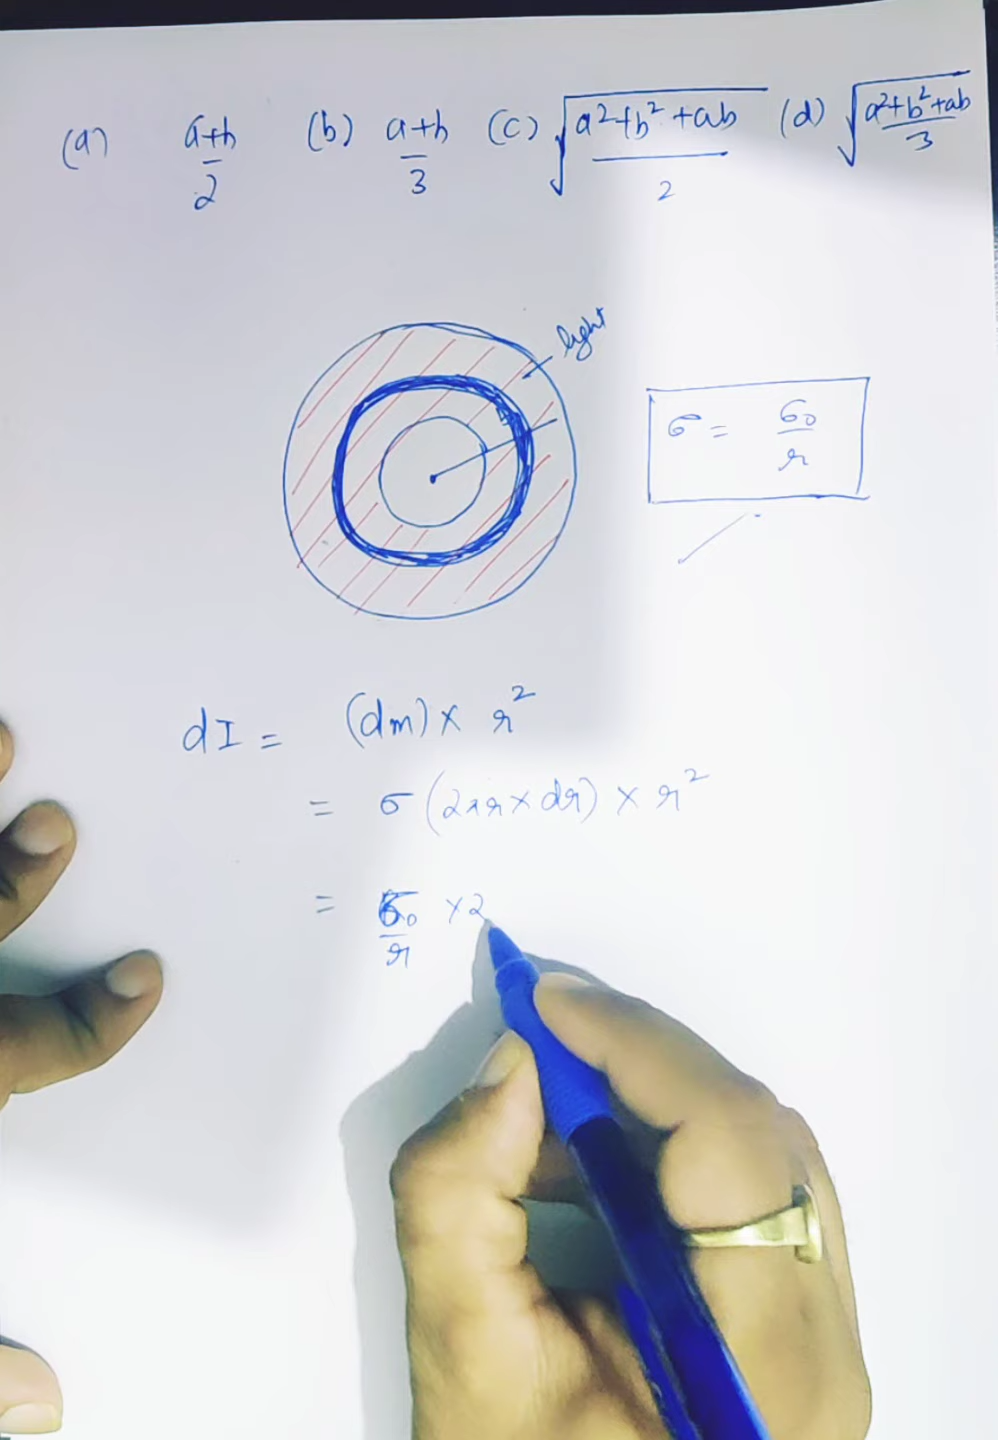 (a) a+b/2 (b) a+b/3 (c) √a²+b²+ab/2 (d) √a²+b²+ab/3
light
σ = σ₀/r
dI = (dm) × r²
= σ (2πr × dr) × r²
= σ₀/r × 2